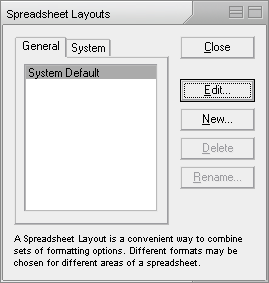 Spreadsheet Layouts
General
System
Close
System Default
Edit...
New...
Delete
Rename...
A Spreadsheet Layout is a convenient way to combine
sets of formatting options. Different formats may be
chosen for different areas of a spreadsheet.